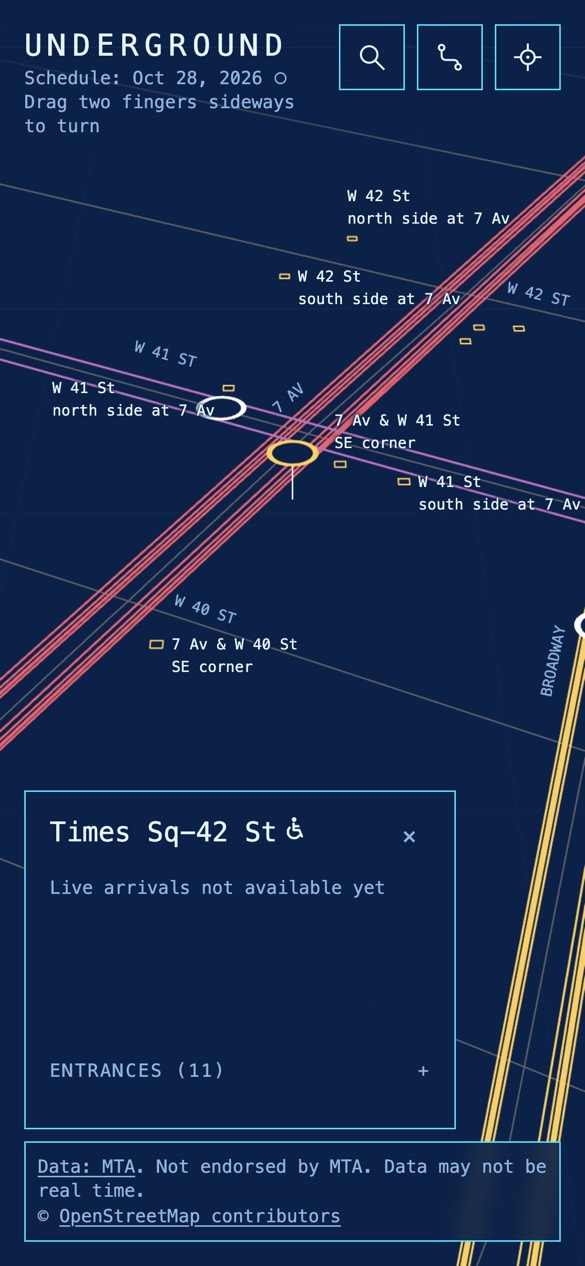 UNDERGROUND
Schedule: Oct 28, 2026
Drag two fingers sideways
to turn
W 42 St
north side at 7 Av
W 42 St
south side at 7 Av
W 42 ST
W 41 ST
W 41 St
north side at 7 Av
7 AV
7 Av & W 41 St
SE corner
W 41 St
south side at 7 Av
W 40 ST
7 Av & W 40 St
SE corner
BROADWAY
Times Sq–42 St ♿
×
Live arrivals not available yet
ENTRANCES (11) +
Data: MTA. Not endorsed by MTA. Data may not be
real time.
© OpenStreetMap contributors